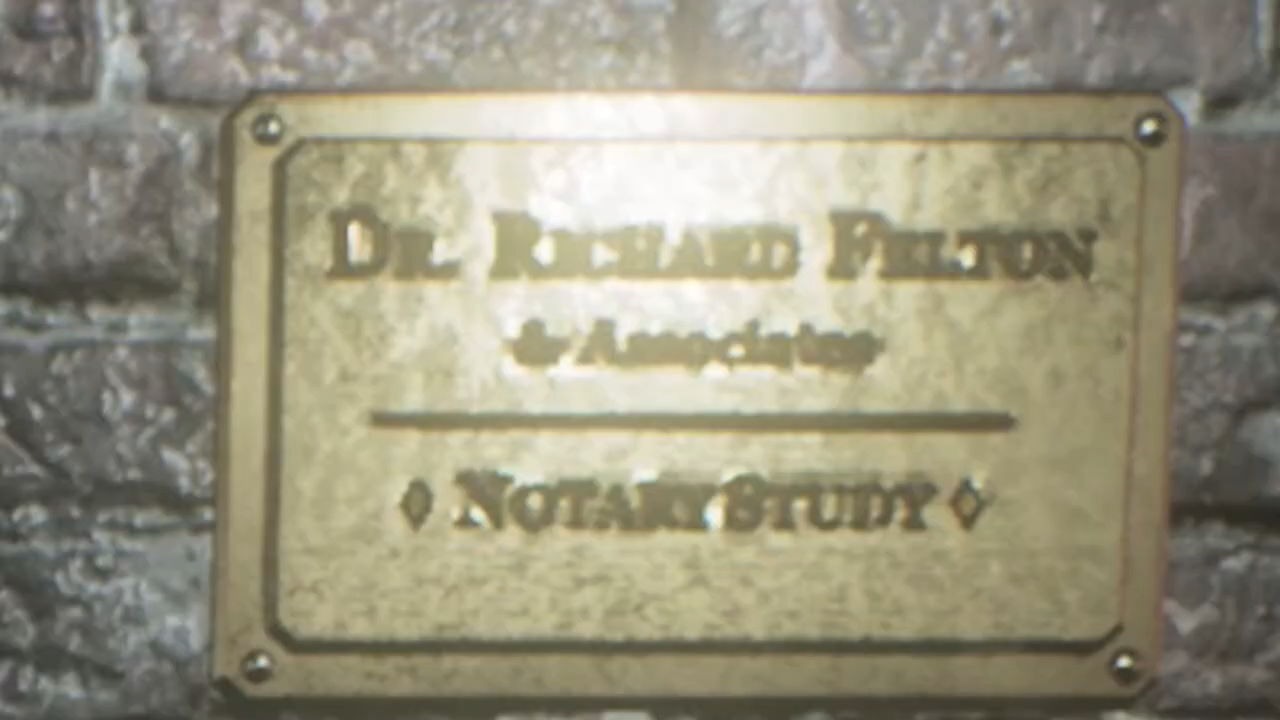 Dr. Richard Felton
& Associates
◊ Notary Study ◊